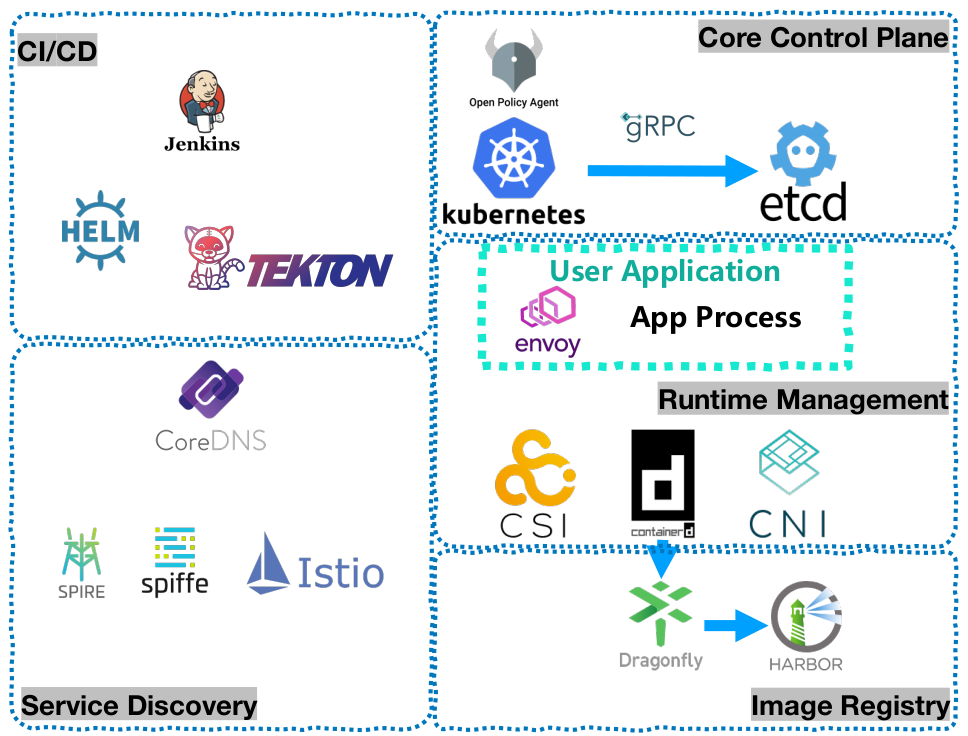 CI/CD
Jenkins
HELM
TEKTON
Core Control Plane
Open Policy Agent
gRPC
kubernetes
etcd
User Application
envoy
App Process
Runtime Management
CSI
containerd
d
CNI
CoreDNS
SPIRE
spiffe
Istio
Service Discovery
Dragonfly
HARBOR
Image Registry